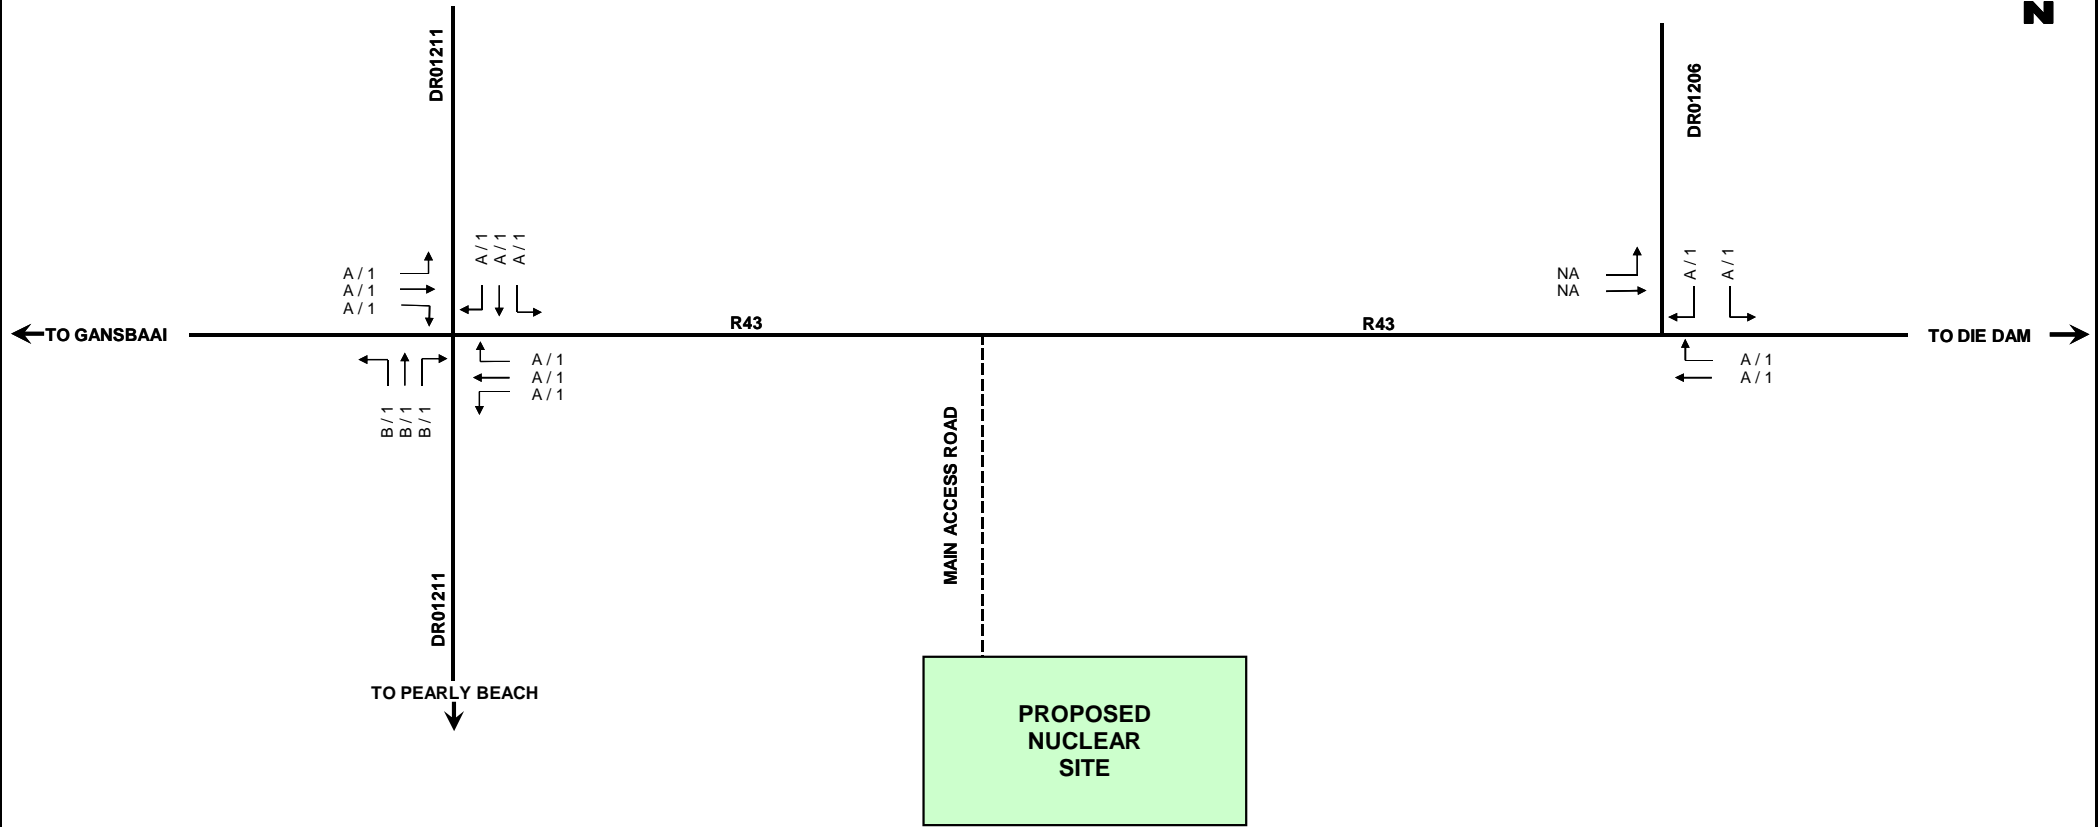 N
DR01211
DR01206
A / 1
A / 1
A / 1
A / 1
A / 1
A / 1
NA
NA
A / 1
A / 1
TO GANSBAAI
R43
R43
TO DIE DAM
B / 1
B / 1
B / 1
A / 1
A / 1
A / 1
A / 1
A / 1
MAIN ACCESS ROAD
DR01211
TO PEARLY BEACH
PROPOSED
NUCLEAR
SITE